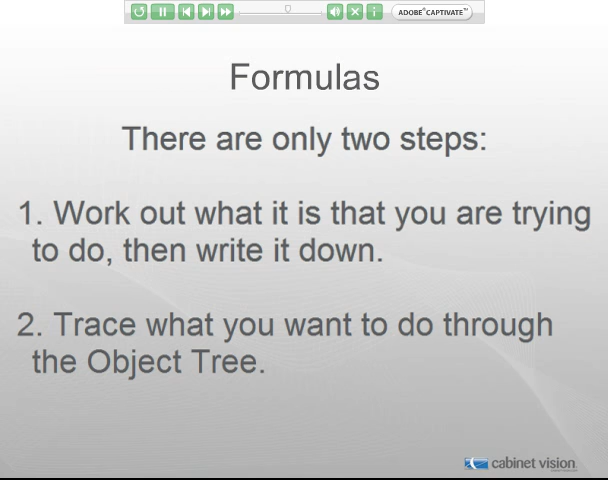 ADOBE® CAPTIVATE™
Formulas
There are only two steps:
1. Work out what it is that you are trying
to do, then write it down.
2. Trace what you want to do through
the Object Tree.
cabinet vision